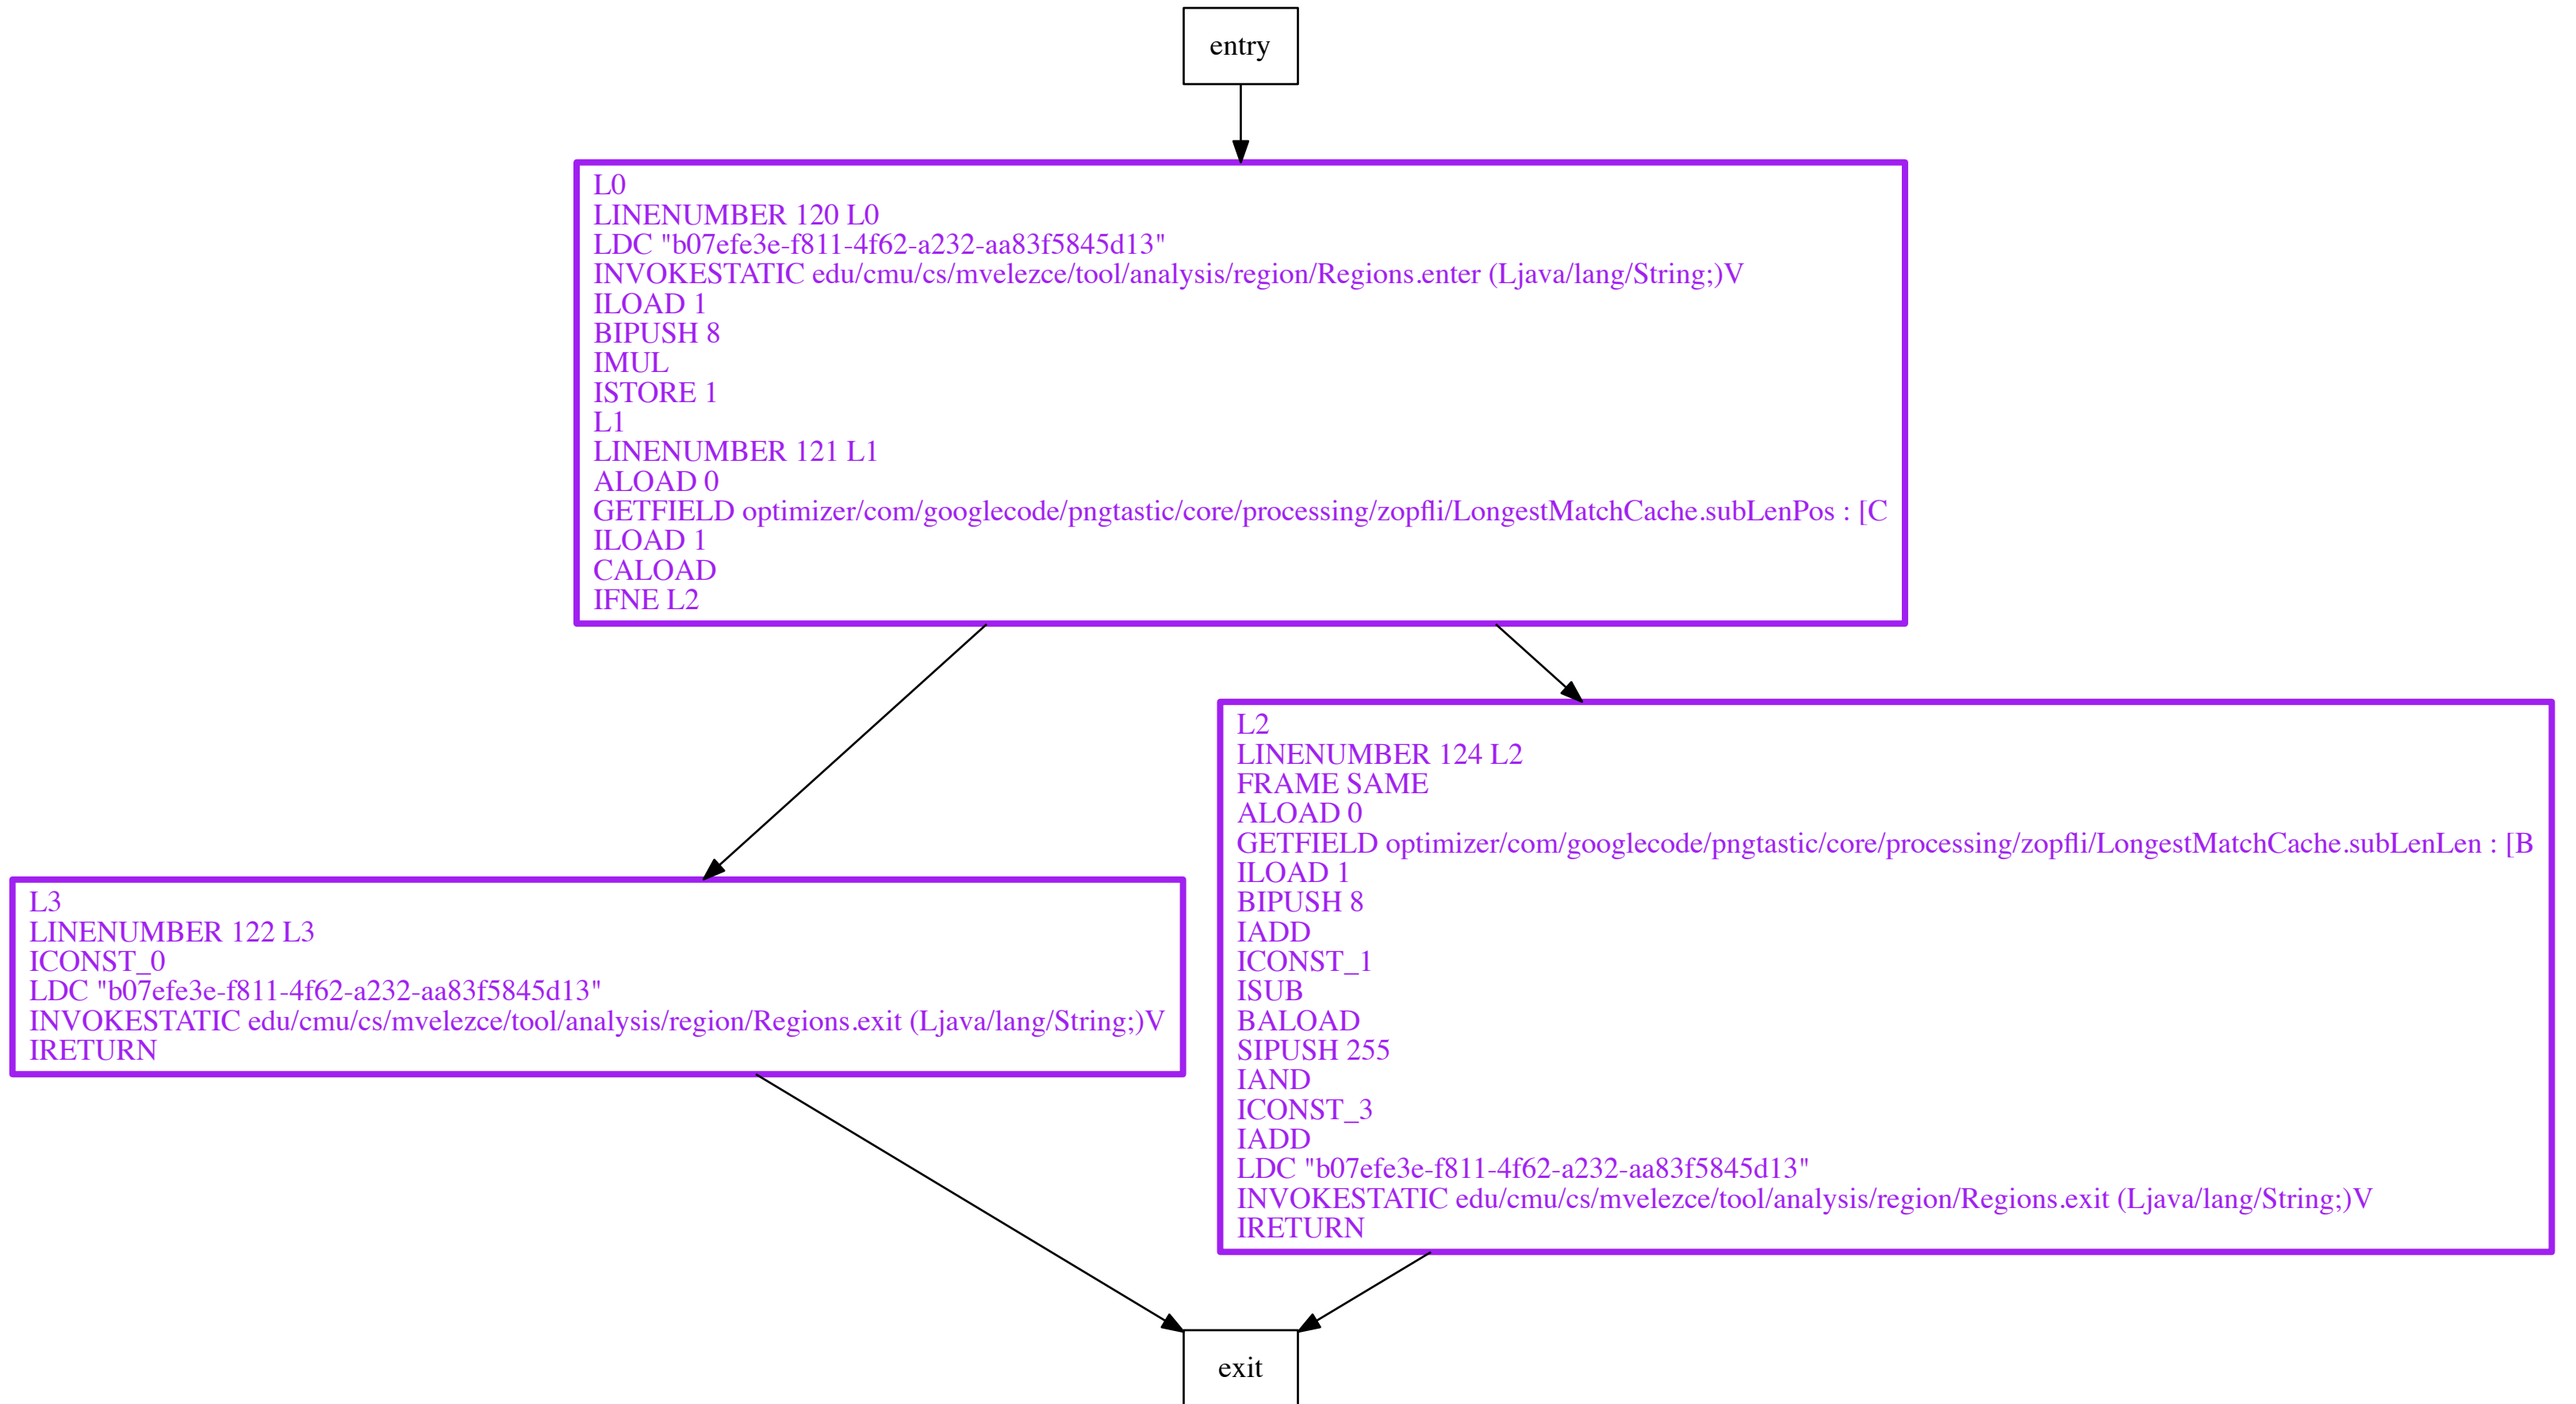 entry
L0
LINENUMBER 120 L0
LDC "b07efe3e-f811-4f62-a232-aa83f5845d13"
INVOKESTATIC edu/cmu/cs/mvelezce/tool/analysis/region/Regions.enter (Ljava/lang/String;)V
ILOAD 1
BIPUSH 8
IMUL
ISTORE 1
L1
LINENUMBER 121 L1
ALOAD 0
GETFIELD optimizer/com/googlecode/pngtastic/core/processing/zopfli/LongestMatchCache.subLenPos : [C
ILOAD 1
CALOAD
IFNE L2
L2
LINENUMBER 124 L2
FRAME SAME
ALOAD 0
GETFIELD optimizer/com/googlecode/pngtastic/core/processing/zopfli/LongestMatchCache.subLenLen : [B
ILOAD 1
BIPUSH 8
IADD
ICONST_1
ISUB
BALOAD
SIPUSH 255
IAND
ICONST_3
IADD
LDC "b07efe3e-f811-4f62-a232-aa83f5845d13"
INVOKESTATIC edu/cmu/cs/mvelezce/tool/analysis/region/Regions.exit (Ljava/lang/String;)V
IRETURN
L3
LINENUMBER 122 L3
ICONST_0
LDC "b07efe3e-f811-4f62-a232-aa83f5845d13"
INVOKESTATIC edu/cmu/cs/mvelezce/tool/analysis/region/Regions.exit (Ljava/lang/String;)V
IRETURN
exit